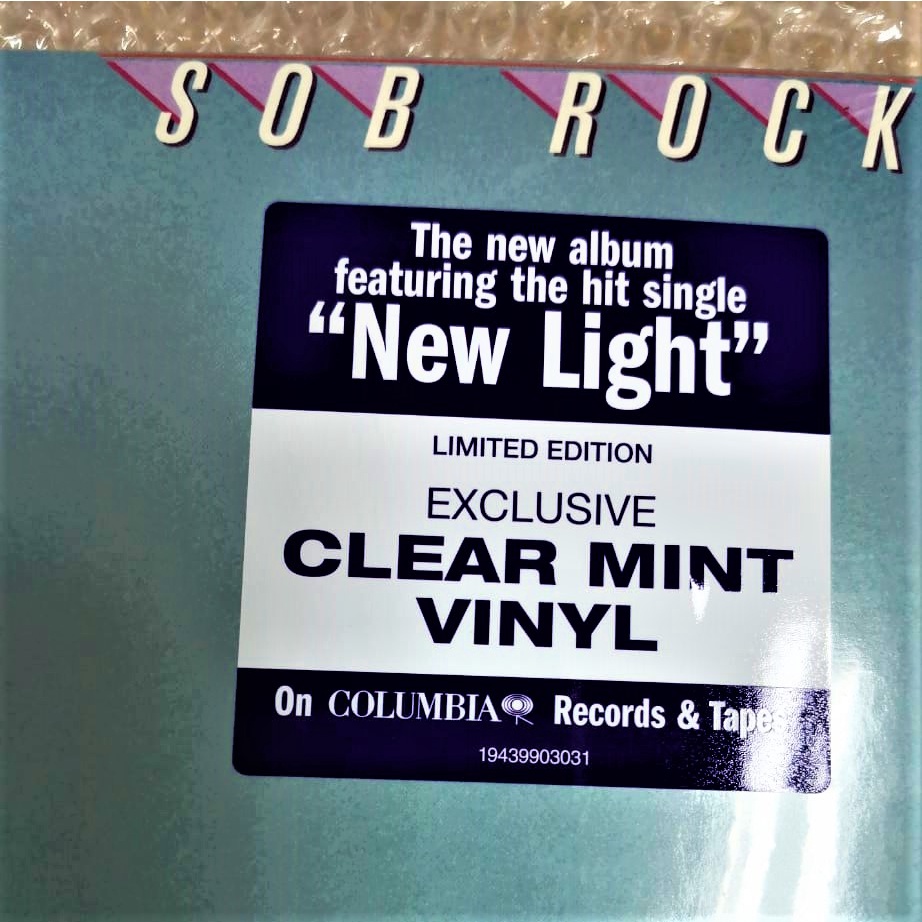 SOB ROCK
The new album
featuring the hit single
“New Light”
LIMITED EDITION
EXCLUSIVE
CLEAR MINT
VINYL
On COLUMBIA Records & Tapes
19439903031